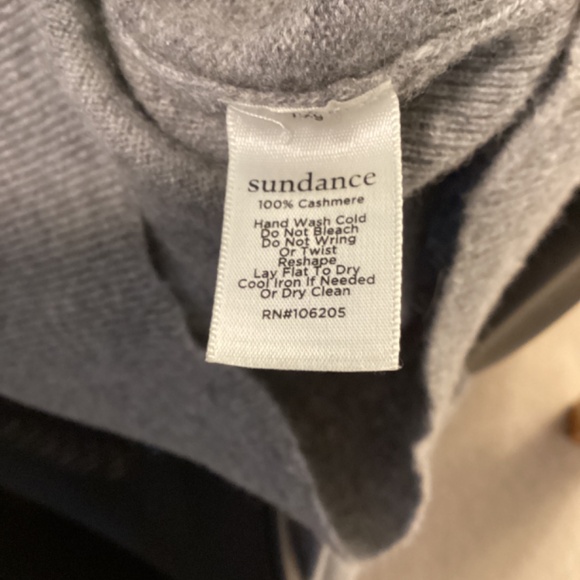 sundance
100% Cashmere
Hand Wash Cold
Do Not Bleach
Do Not Wring
Or Twist
Reshape
Lay Flat To Dry
Cool Iron If Needed
Or Dry Clean
RN#106205